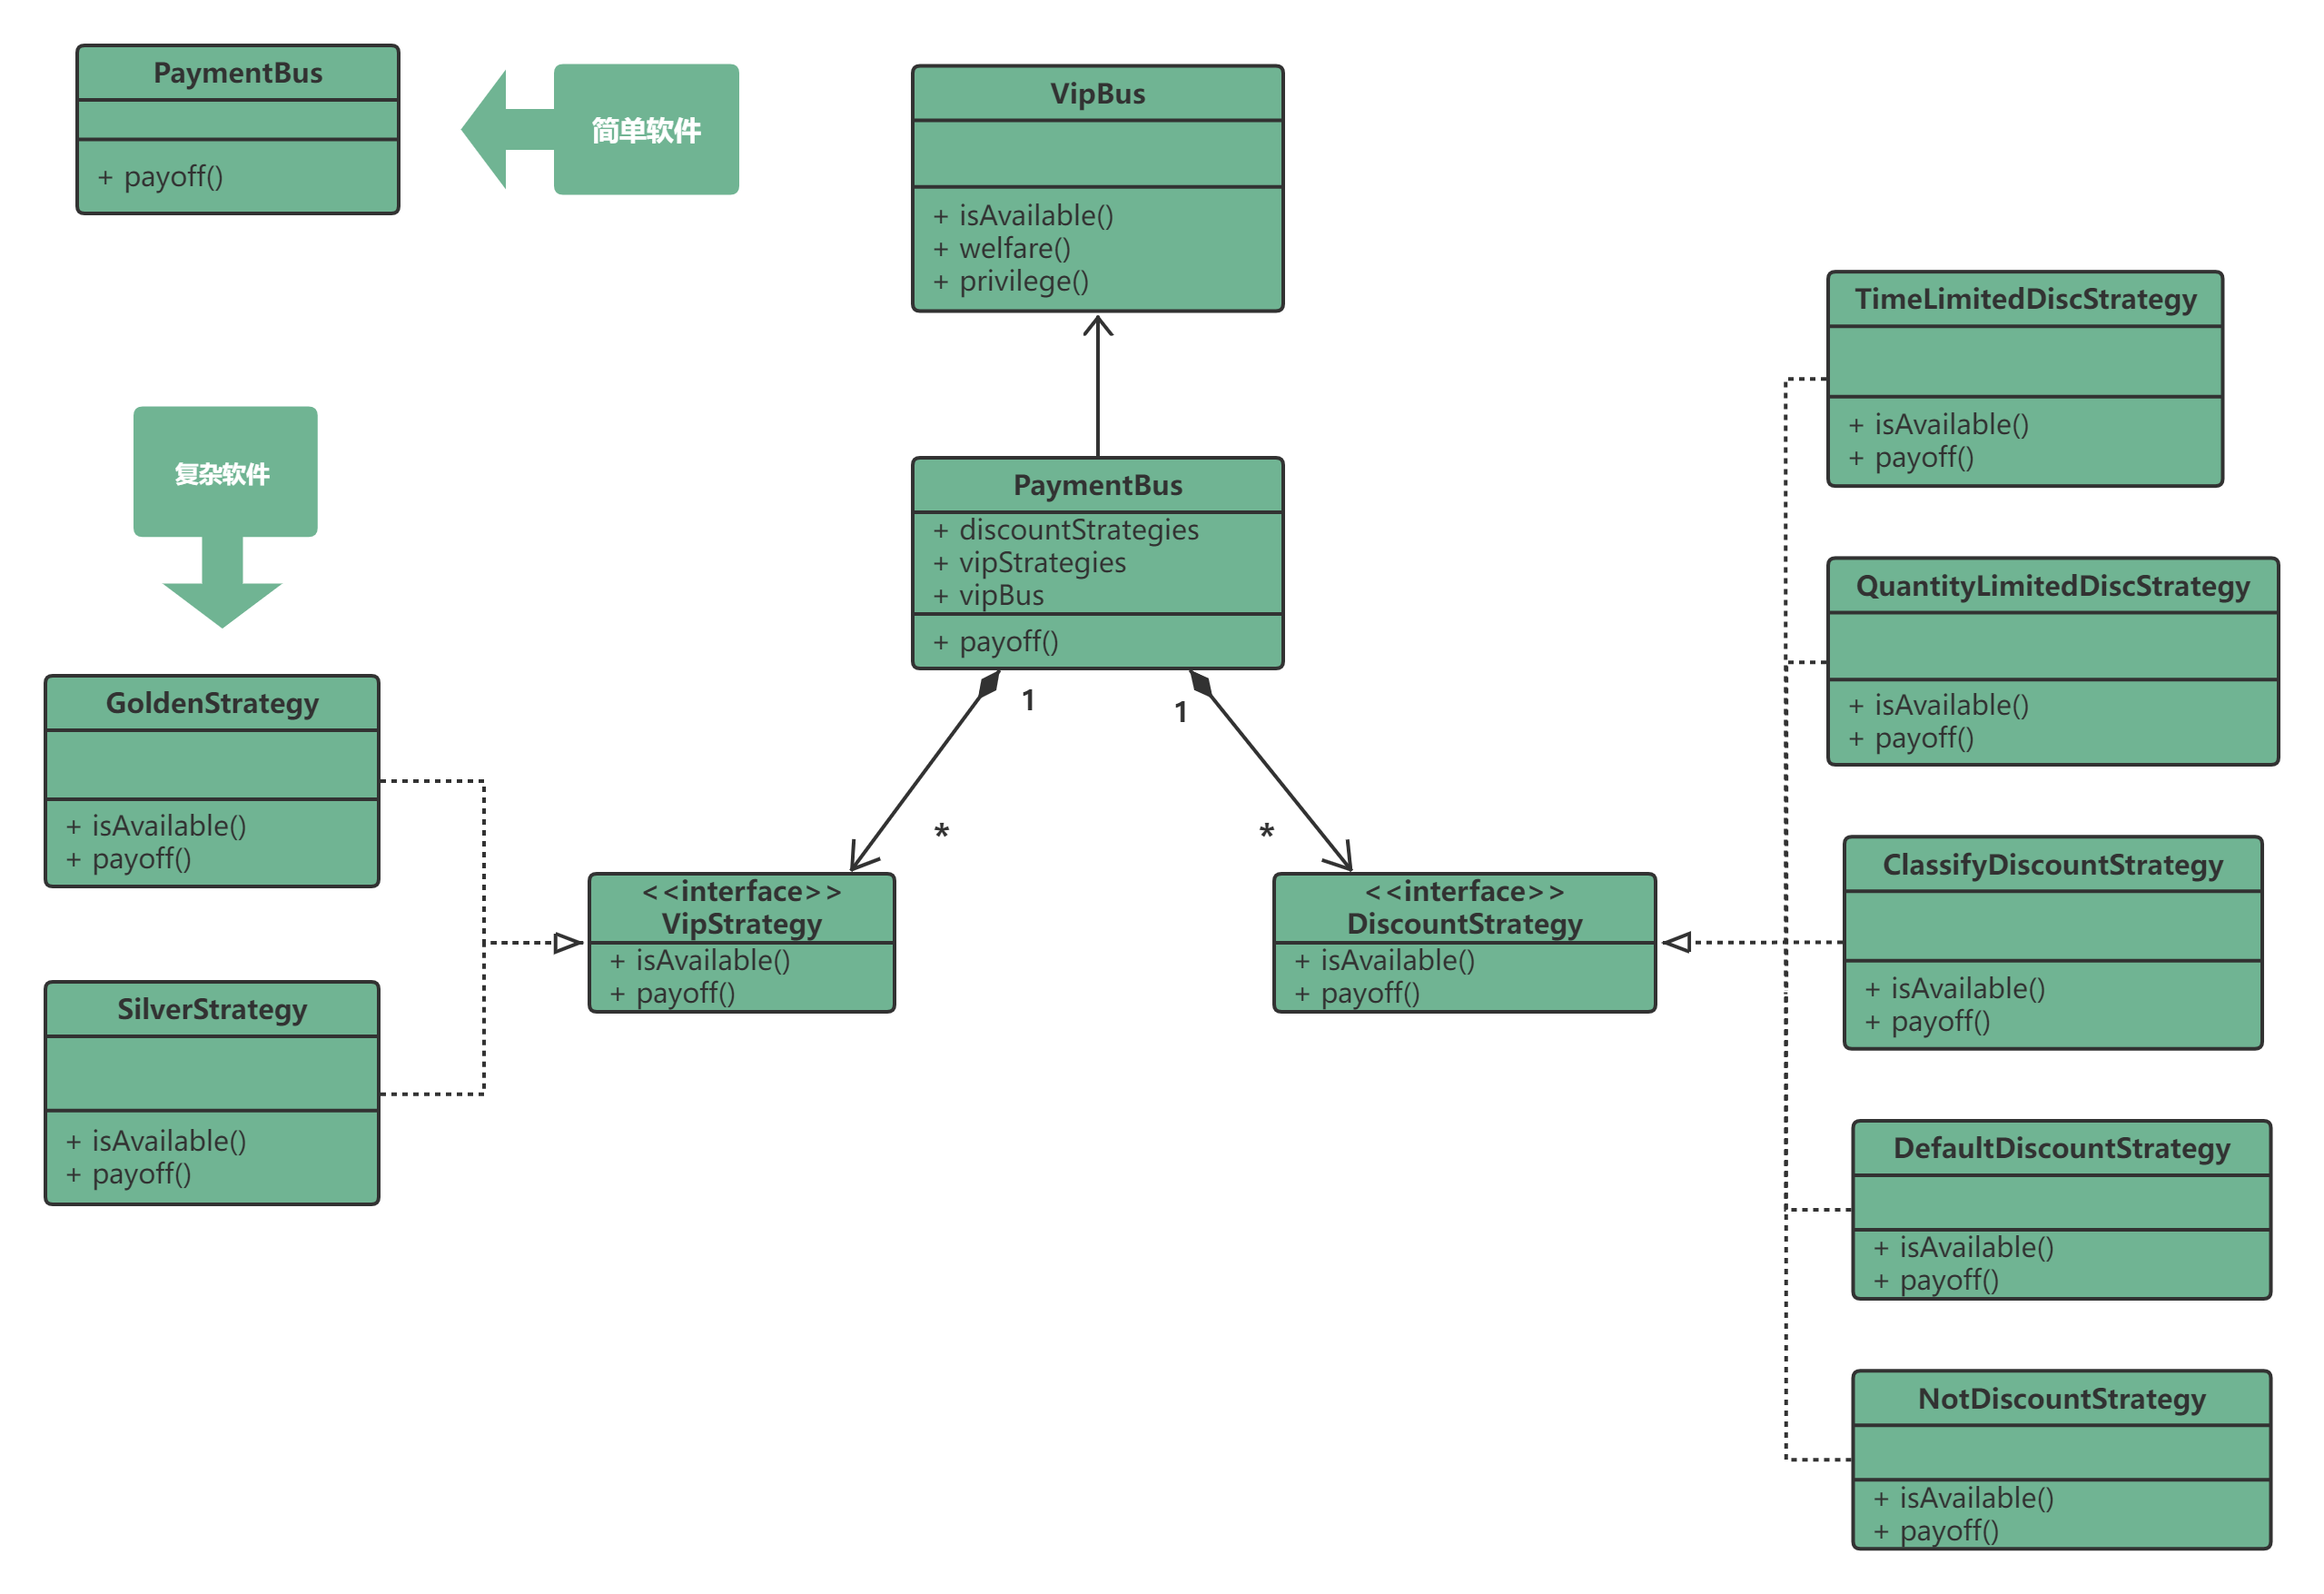 PaymentBus
+ payoff()
简单软件
VipBus
+ isAvailable()
+ welfare()
+ privilege()
复杂软件
PaymentBus
+ discountStrategies
+ vipStrategies
+ vipBus
+ payoff()
1
1
*
*
GoldenStrategy
+ isAvailable()
+ payoff()
SilverStrategy
+ isAvailable()
+ payoff()
<<interface>>
VipStrategy
+ isAvailable()
+ payoff()
<<interface>>
DiscountStrategy
+ isAvailable()
+ payoff()
TimeLimitedDiscStrategy
+ isAvailable()
+ payoff()
QuantityLimitedDiscStrategy
+ isAvailable()
+ payoff()
ClassifyDiscountStrategy
+ isAvailable()
+ payoff()
DefaultDiscountStrategy
+ isAvailable()
+ payoff()
NotDiscountStrategy
+ isAvailable()
+ payoff()